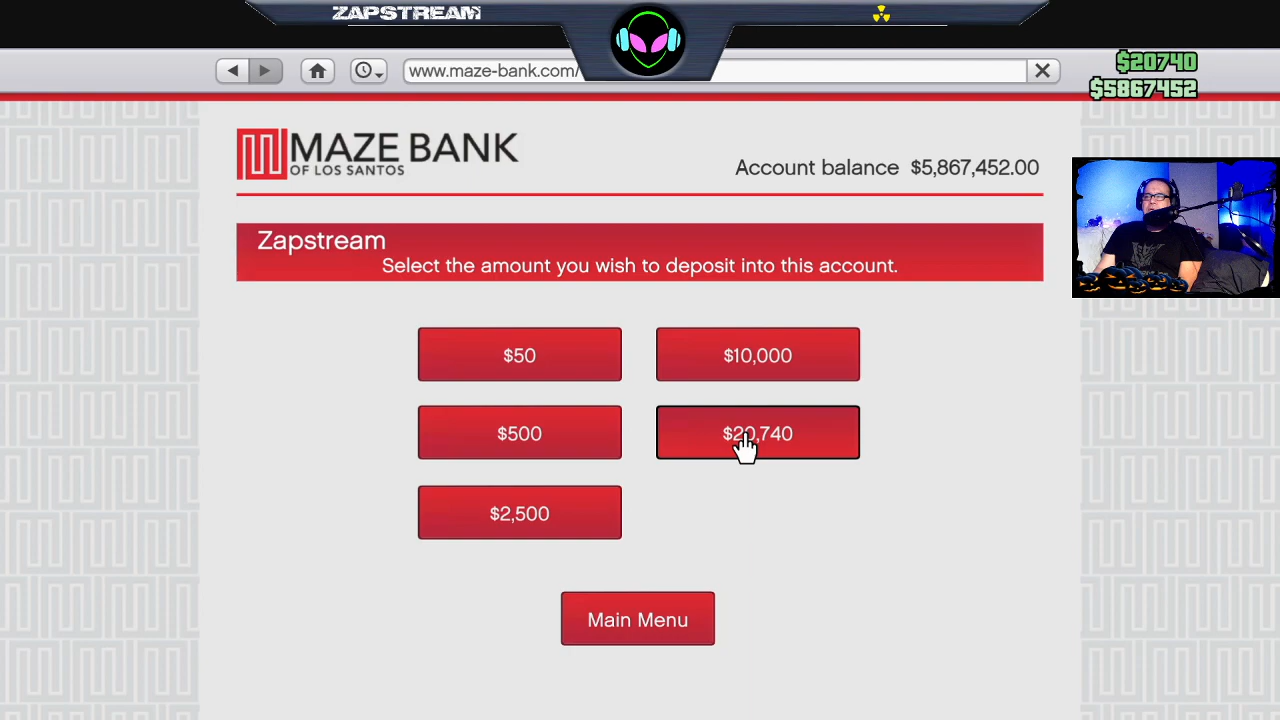 ZAPSTREAM
www.maze-bank.com/
$20740
$5867452
MAZE BANK
OF LOS SANTOS
Account balance $5,867,452.00
Zapstream
Select the amount you wish to deposit into this account.
$50
$10,000
$500
$20,740
$2,500
Main Menu